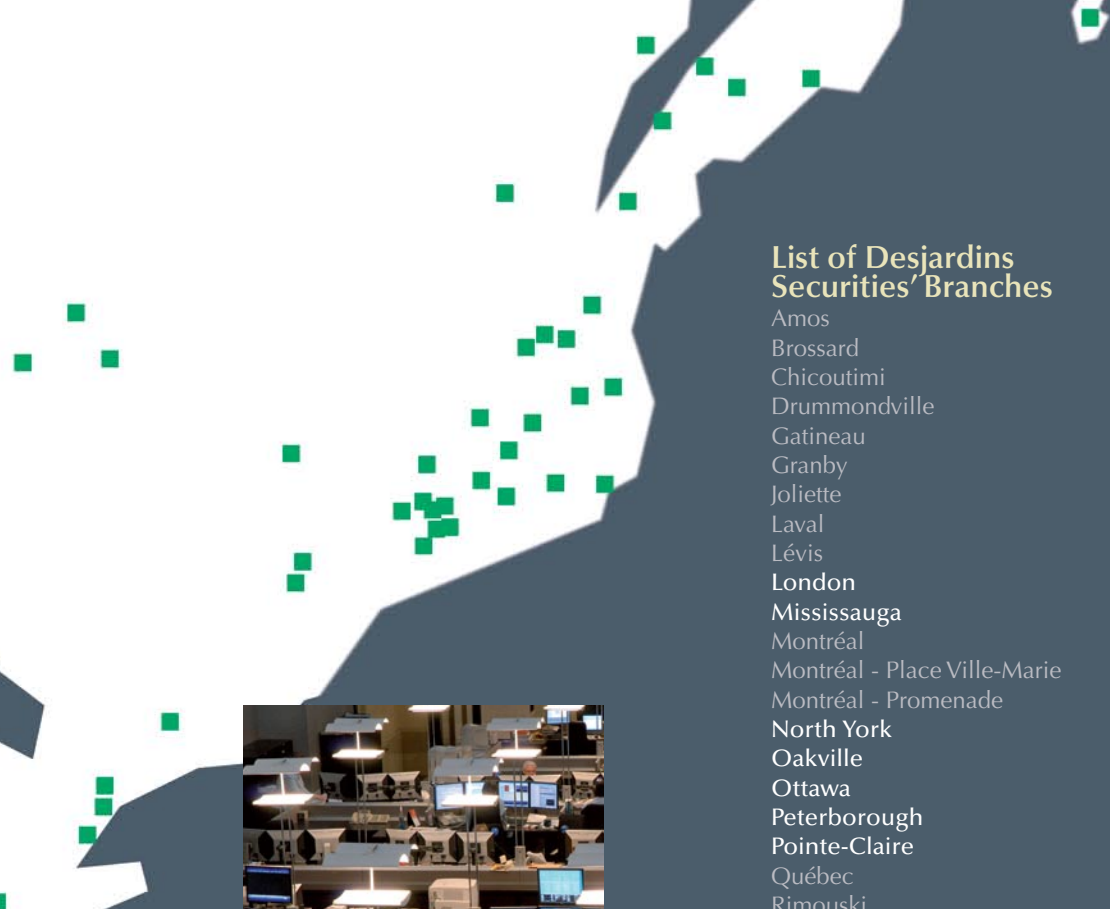 List of Desjardins
Securities’ Branches
Amos
Brossard
Chicoutimi
Drummondville
Gatineau
Granby
Joliette
Laval
Lévis
London
Mississauga
Montréal
Montréal - Place Ville-Marie
Montréal - Promenade
North York
Oakville
Ottawa
Peterborough
Pointe-Claire
Québec
Rimouski